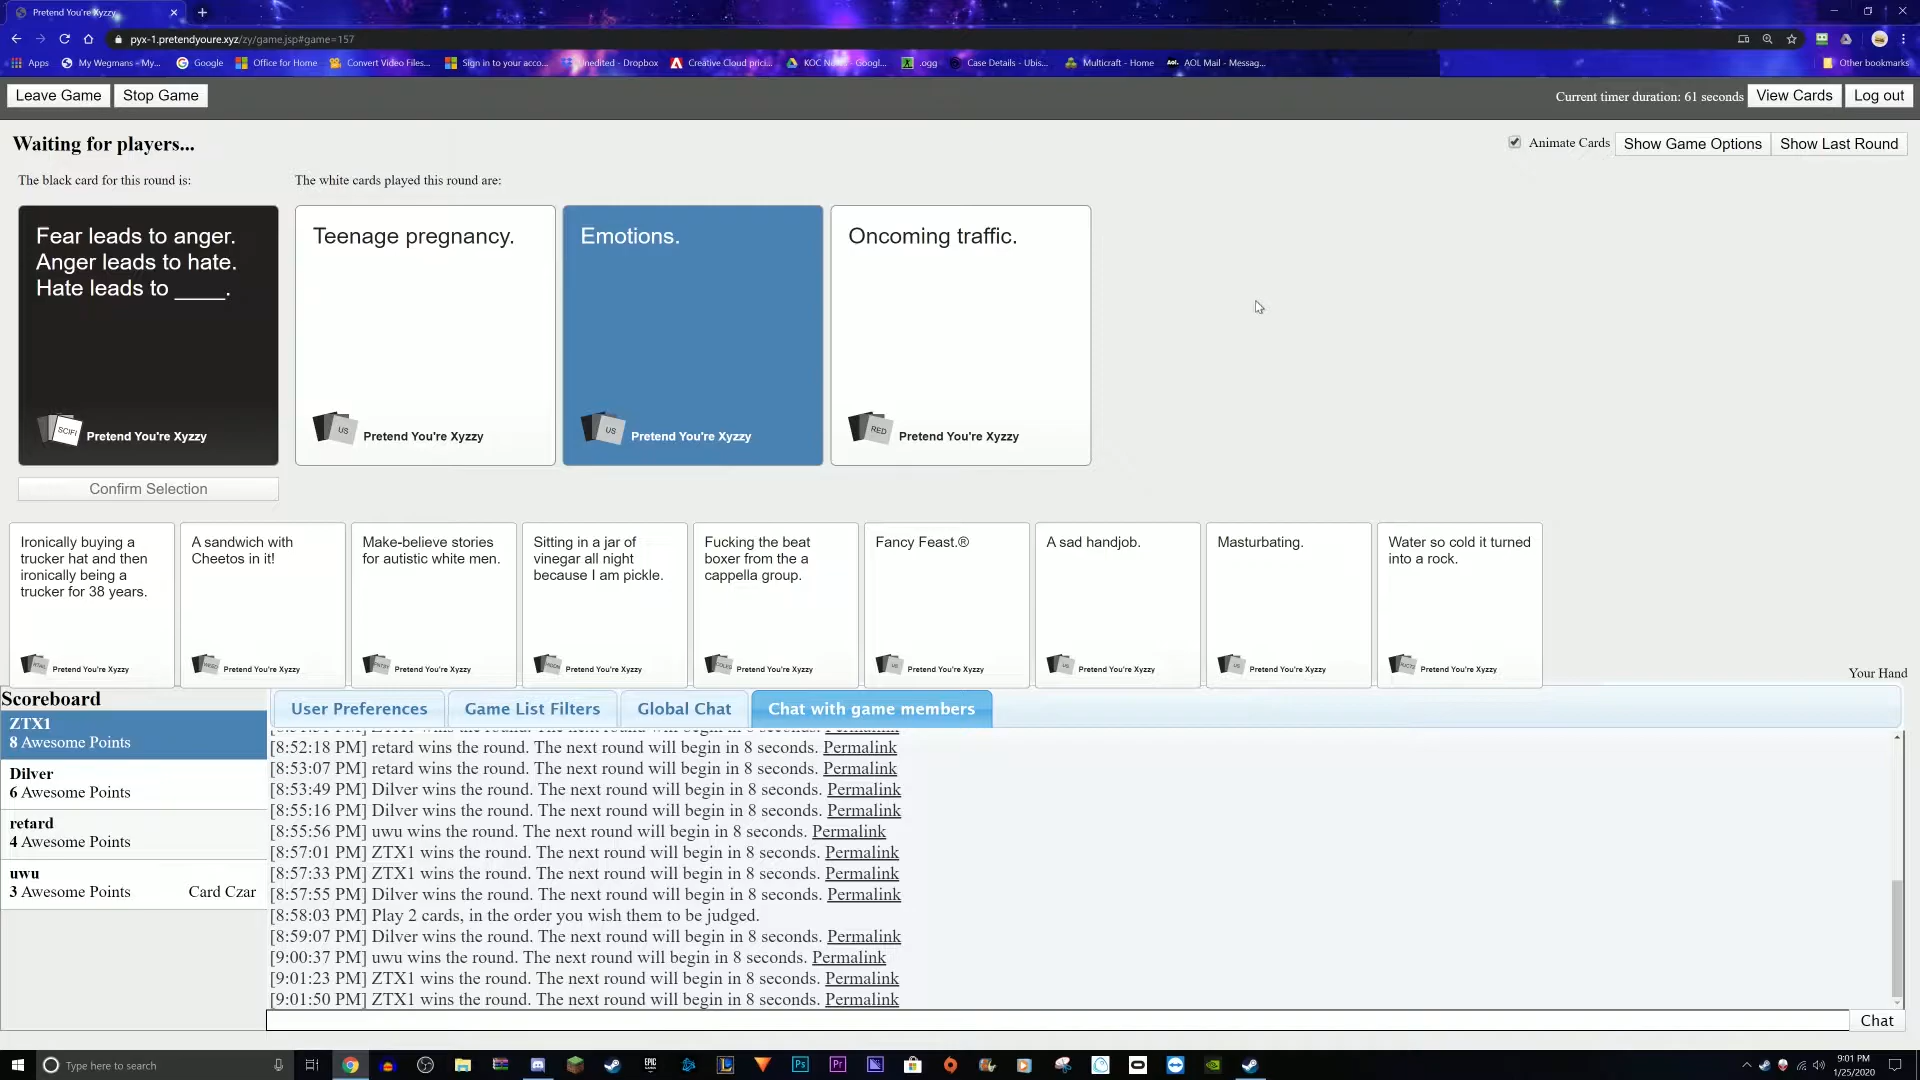 Pretend You're Xyzzy
pyx-1.pretendyoure.xyz/zy/game.jsp#game=157
Apps
My Wegmans - My...
Google
Office for Home
Convert Video Files...
Sign in to your acco...
Unedited - Dropbox
Creative Cloud prici...
.ogg
Case Details - Ubis...
Multicraft - Home
AOL Mail - Messag...
Other bookmarks
Leave Game
Stop Game
Current timer duration: 61 seconds
View Cards
Log out
Waiting for players...
Animate Cards
Show Game Options
Show Last Round
The black card for this round is:
The white cards played this round are:
Fear leads to anger.
Anger leads to hate.
Hate leads to ____.
SCIFI
Pretend You're Xyzzy
Teenage pregnancy.
US
Pretend You're Xyzzy
Emotions.
US
Pretend You're Xyzzy
Oncoming traffic.
RED
Pretend You're Xyzzy
Confirm Selection
Ironically buying a
trucker hat and then
ironically being a
trucker for 38 years.
Pretend You're Xyzzy
A sandwich with
Cheetos in it!
Pretend You're Xyzzy
Make-believe stories
for autistic white men.
Pretend You're Xyzzy
Sitting in a jar of
vinegar all night
because I am pickle.
Pretend You're Xyzzy
Fucking the beat
boxer from the a
cappella group.
Pretend You're Xyzzy
Fancy Feast.®
US
Pretend You're Xyzzy
A sad handjob.
US
Pretend You're Xyzzy
Masturbating.
US
Pretend You're Xyzzy
Water so cold it turned
into a rock.
Pretend You're Xyzzy
Your Hand
Scoreboard
ZTX1
8 Awesome Points
Dilver
6 Awesome Points
retard
4 Awesome Points
uwu
3 Awesome Points
Card Czar
User Preferences
Game List Filters
Global Chat
Chat with game members
[8:52:18 PM] retard wins the round. The next round will begin in 8 seconds. Permalink
[8:53:07 PM] retard wins the round. The next round will begin in 8 seconds. Permalink
[8:53:49 PM] Dilver wins the round. The next round will begin in 8 seconds. Permalink
[8:55:16 PM] Dilver wins the round. The next round will begin in 8 seconds. Permalink
[8:55:56 PM] uwu wins the round. The next round will begin in 8 seconds. Permalink
[8:57:01 PM] ZTX1 wins the round. The next round will begin in 8 seconds. Permalink
[8:57:33 PM] ZTX1 wins the round. The next round will begin in 8 seconds. Permalink
[8:57:55 PM] Dilver wins the round. The next round will begin in 8 seconds. Permalink
[8:58:03 PM] Play 2 cards, in the order you wish them to be judged.
[8:59:07 PM] Dilver wins the round. The next round will begin in 8 seconds. Permalink
[9:00:37 PM] uwu wins the round. The next round will begin in 8 seconds. Permalink
[9:01:23 PM] ZTX1 wins the round. The next round will begin in 8 seconds. Permalink
[9:01:50 PM] ZTX1 wins the round. The next round will begin in 8 seconds. Permalink
Chat
Type here to search
EPIC
GAMES
Ps
Pr
9:01 PM
1/25/2020